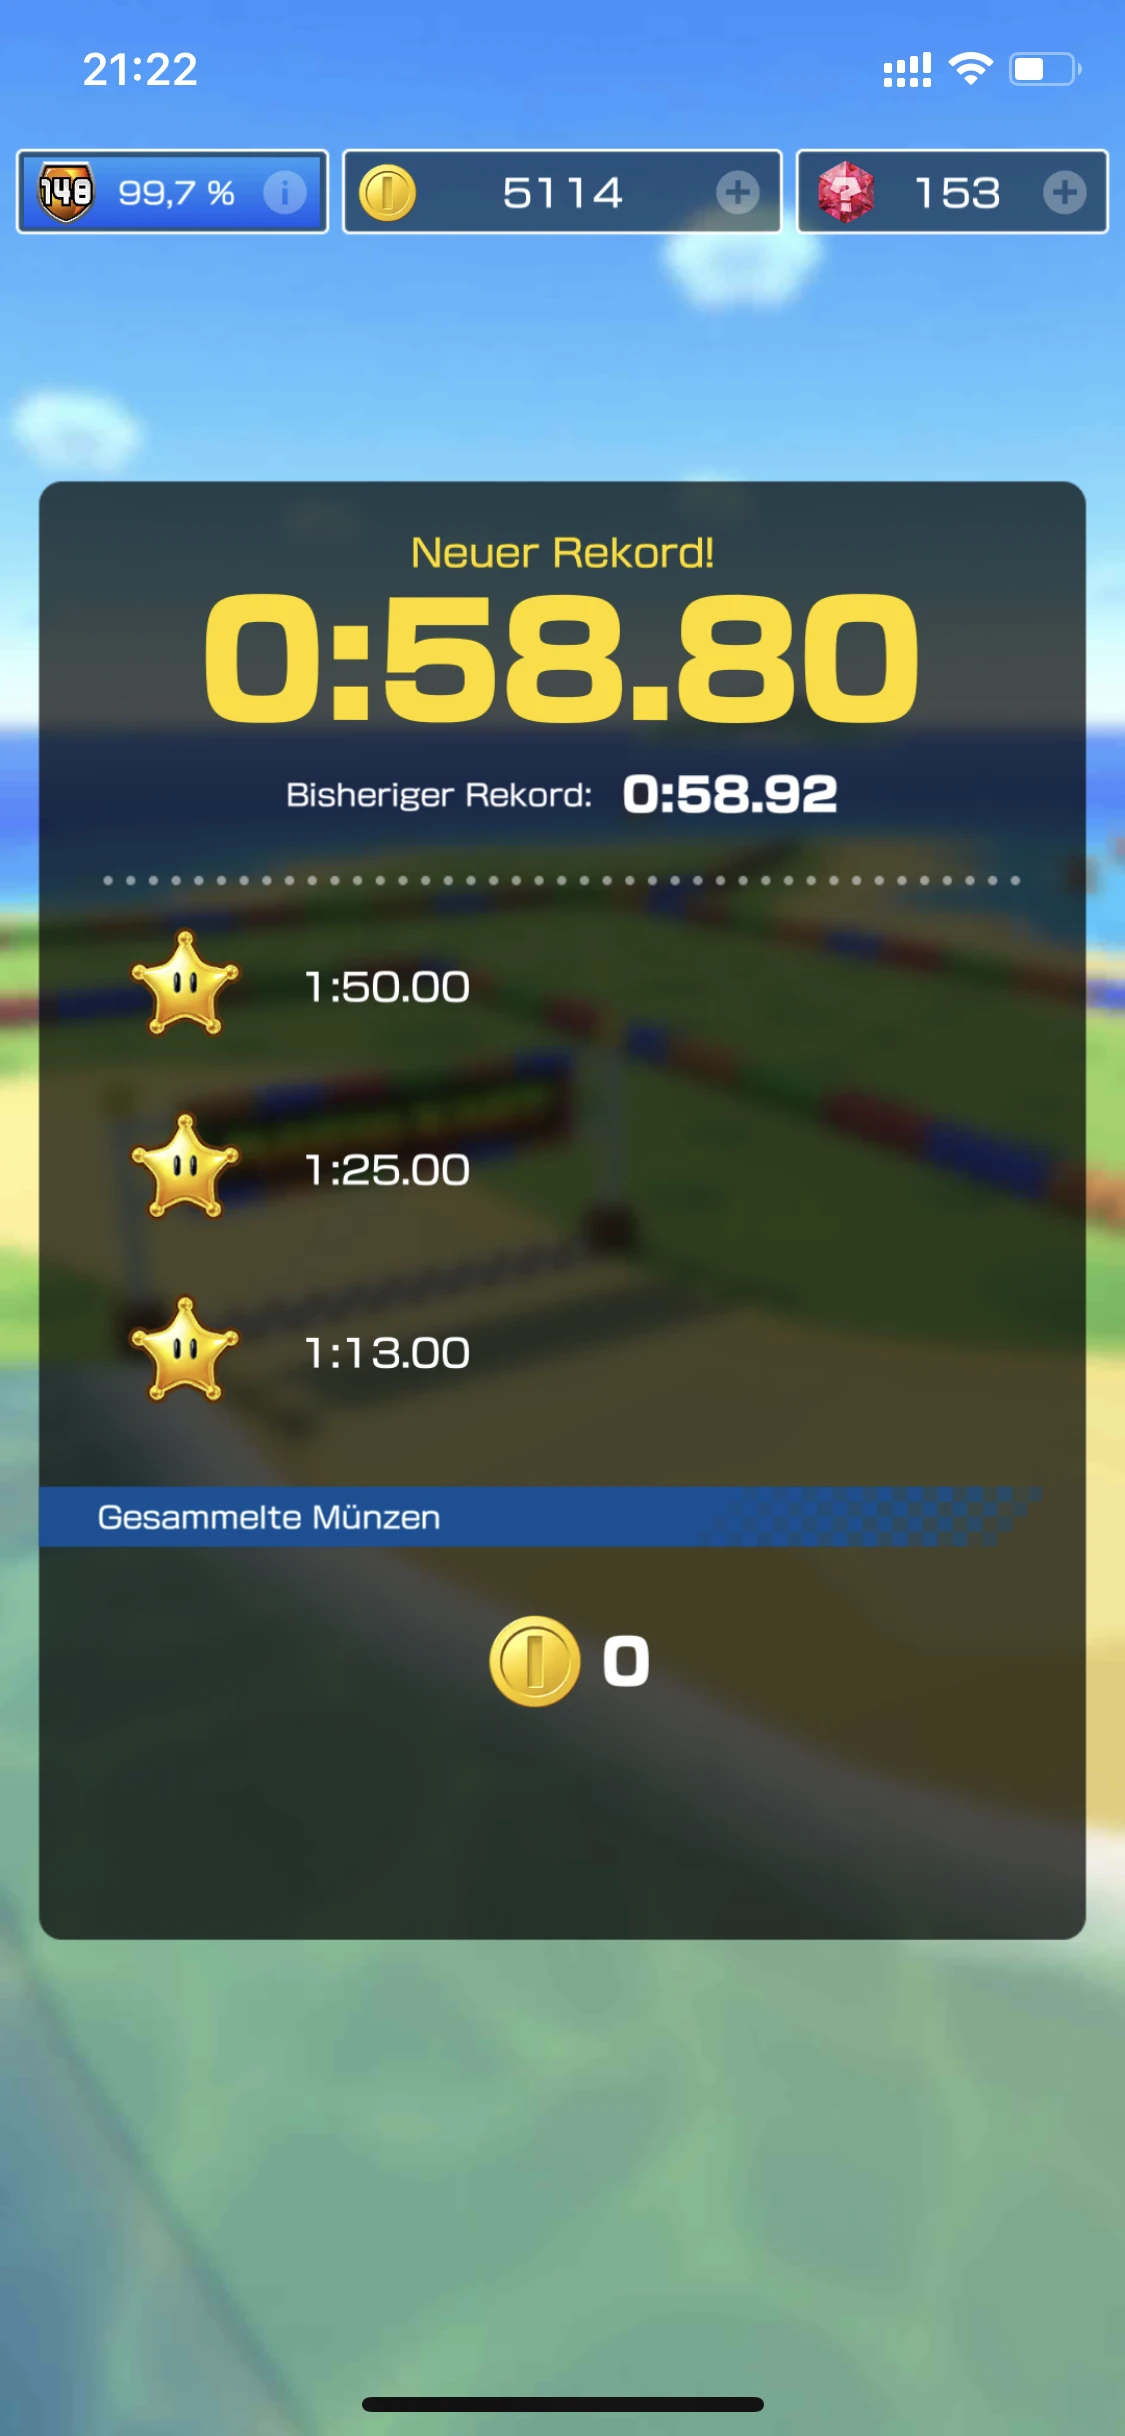 21:22
148 99,7 % i 5114 + ? 153 +
Neuer Rekord!
0:58.80
Bisheriger Rekord: 0:58.92
1:50.00
1:25.00
1:13.00
Gesammelte Münzen
0